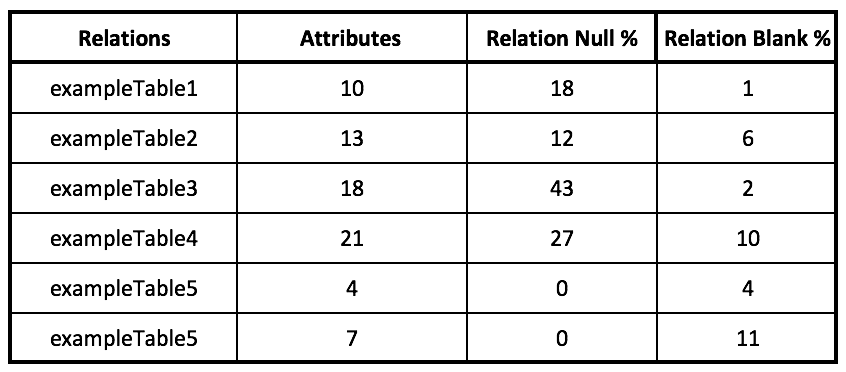 Relations Attributes Relation Null % Relation Blank %
exampleTable1 10 18 1
exampleTable2 13 12 6
exampleTable3 18 43 2
exampleTable4 21 27 10
exampleTable5 4 0 4
exampleTable5 7 0 11